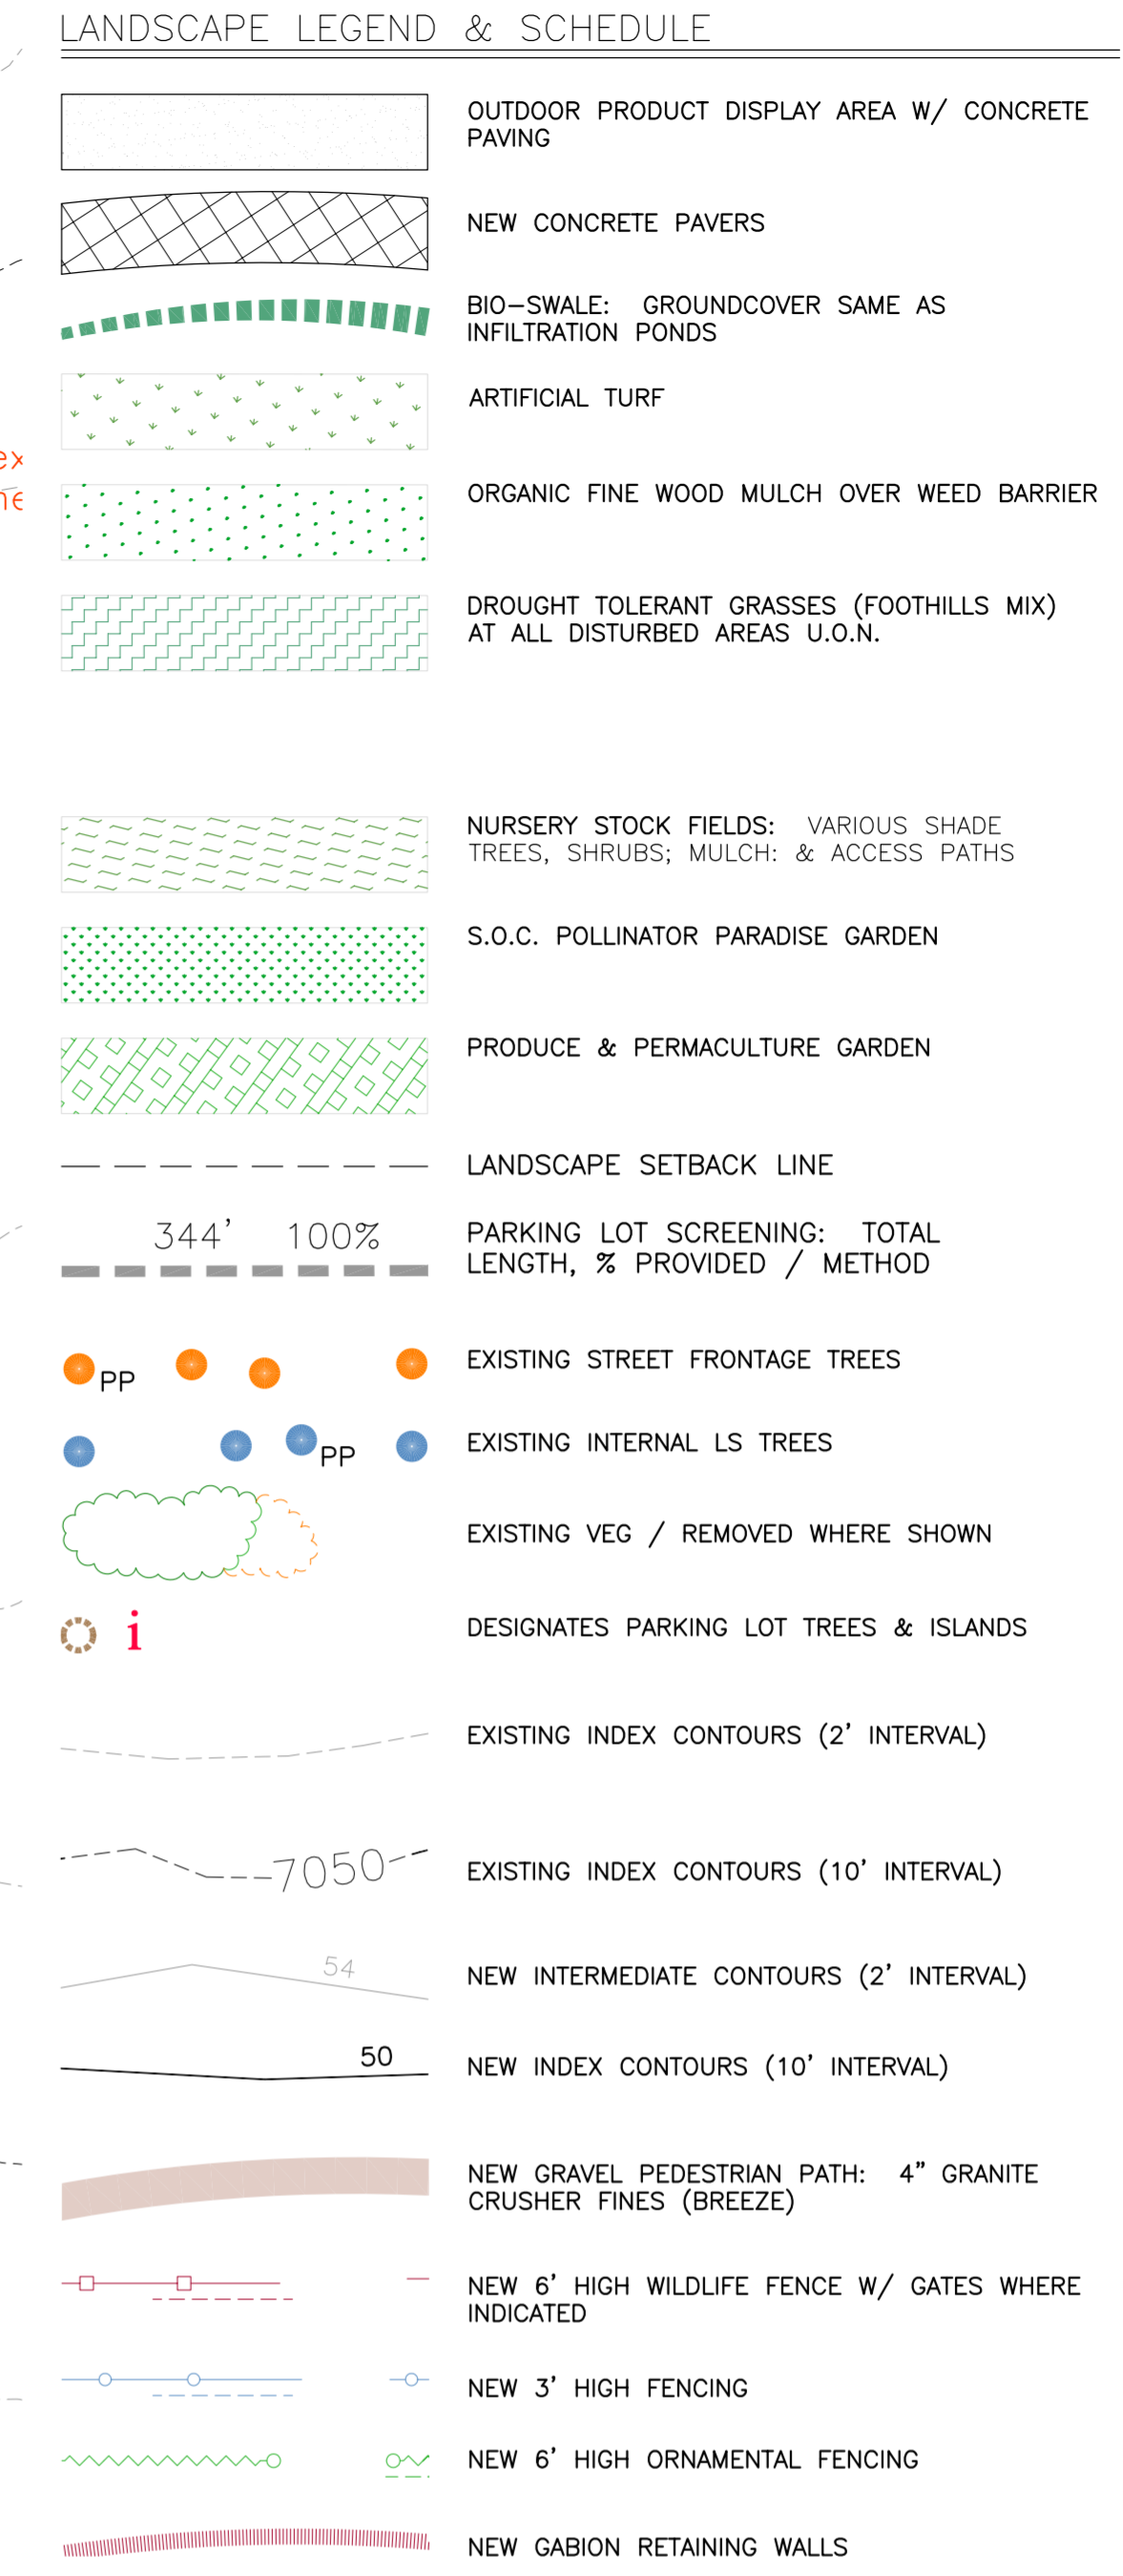 LANDSCAPE LEGEND & SCHEDULE
OUTDOOR PRODUCT DISPLAY AREA W/ CONCRETE
PAVING
NEW CONCRETE PAVERS
BIO-SWALE: GROUNDCOVER SAME AS
INFILTRATION PONDS
ARTIFICIAL TURF
ex
ne
ORGANIC FINE WOOD MULCH OVER WEED BARRIER
DROUGHT TOLERANT GRASSES (FOOTHILLS MIX)
AT ALL DISTURBED AREAS U.O.N.
NURSERY STOCK FIELDS: VARIOUS SHADE
TREES, SHRUBS; MULCH: & ACCESS PATHS
S.O.C. POLLINATOR PARADISE GARDEN
PRODUCE & PERMACULTURE GARDEN
LANDSCAPE SETBACK LINE
344' 100%
PARKING LOT SCREENING: TOTAL
LENGTH, % PROVIDED / METHOD
PP
EXISTING STREET FRONTAGE TREES
PP
EXISTING INTERNAL LS TREES
EXISTING VEG / REMOVED WHERE SHOWN
i
DESIGNATES PARKING LOT TREES & ISLANDS
EXISTING INDEX CONTOURS (2' INTERVAL)
7050
EXISTING INDEX CONTOURS (10' INTERVAL)
54
NEW INTERMEDIATE CONTOURS (2' INTERVAL)
50
NEW INDEX CONTOURS (10' INTERVAL)
NEW GRAVEL PEDESTRIAN PATH: 4" GRANITE
CRUSHER FINES (BREEZE)
NEW 6' HIGH WILDLIFE FENCE W/ GATES WHERE
INDICATED
NEW 3' HIGH FENCING
NEW 6' HIGH ORNAMENTAL FENCING
NEW GABION RETAINING WALLS